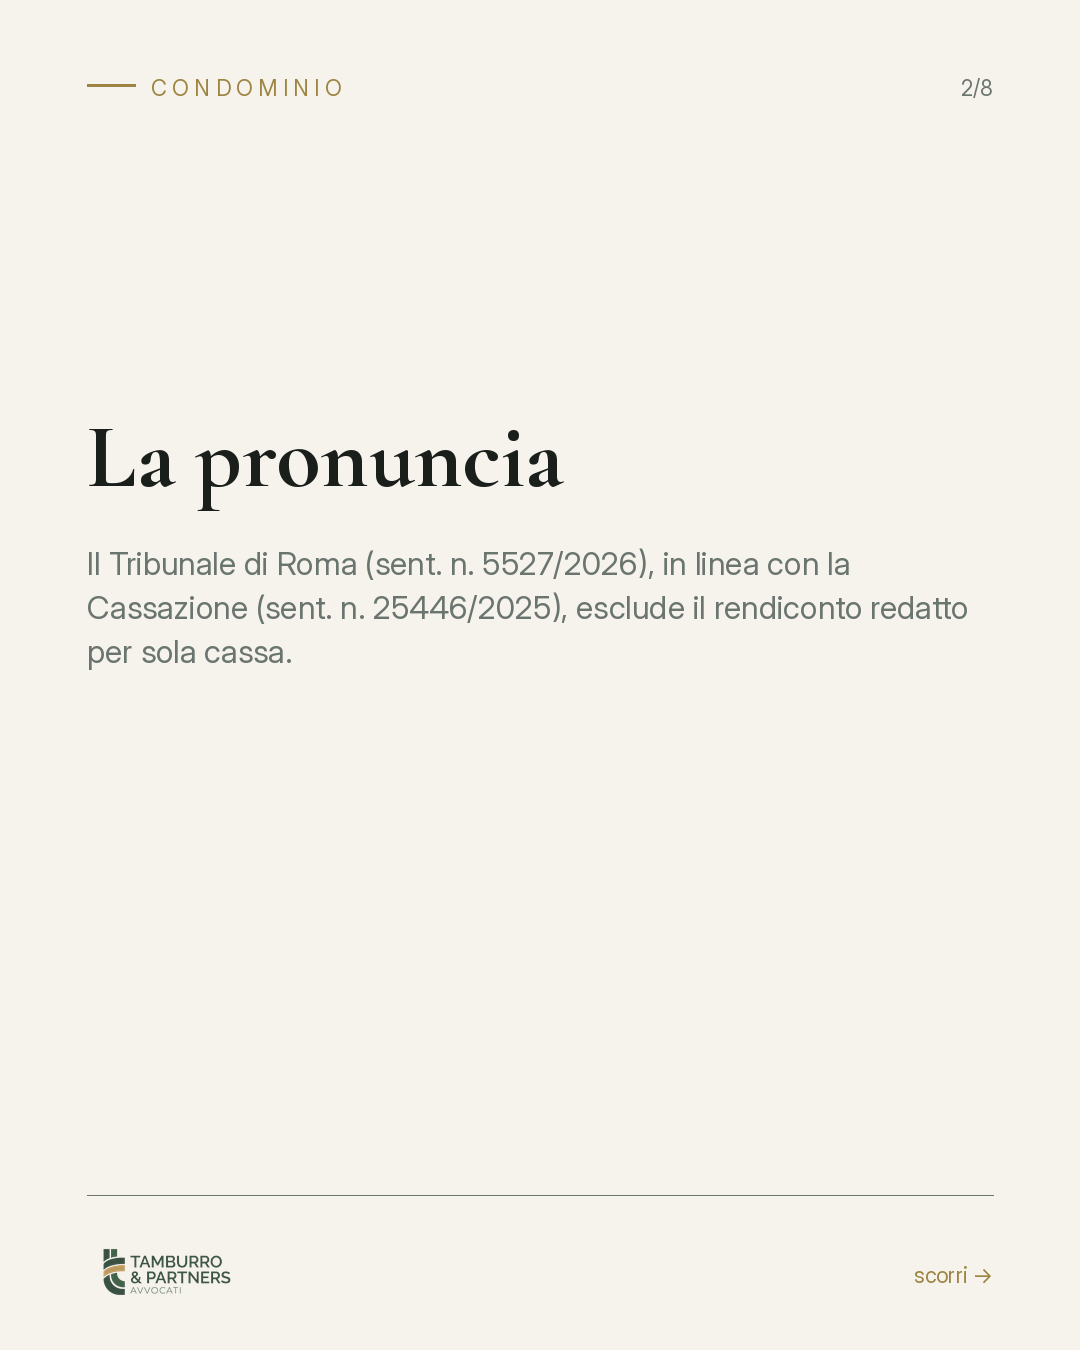 CONDOMINIO
2/8
La pronuncia
Il Tribunale di Roma (sent. n. 5527/2026), in linea con la
Cassazione (sent. n. 25446/2025), esclude il rendiconto redatto
per sola cassa.
TAMBURRO
& PARTNERS
AVVOCATI
scorri →